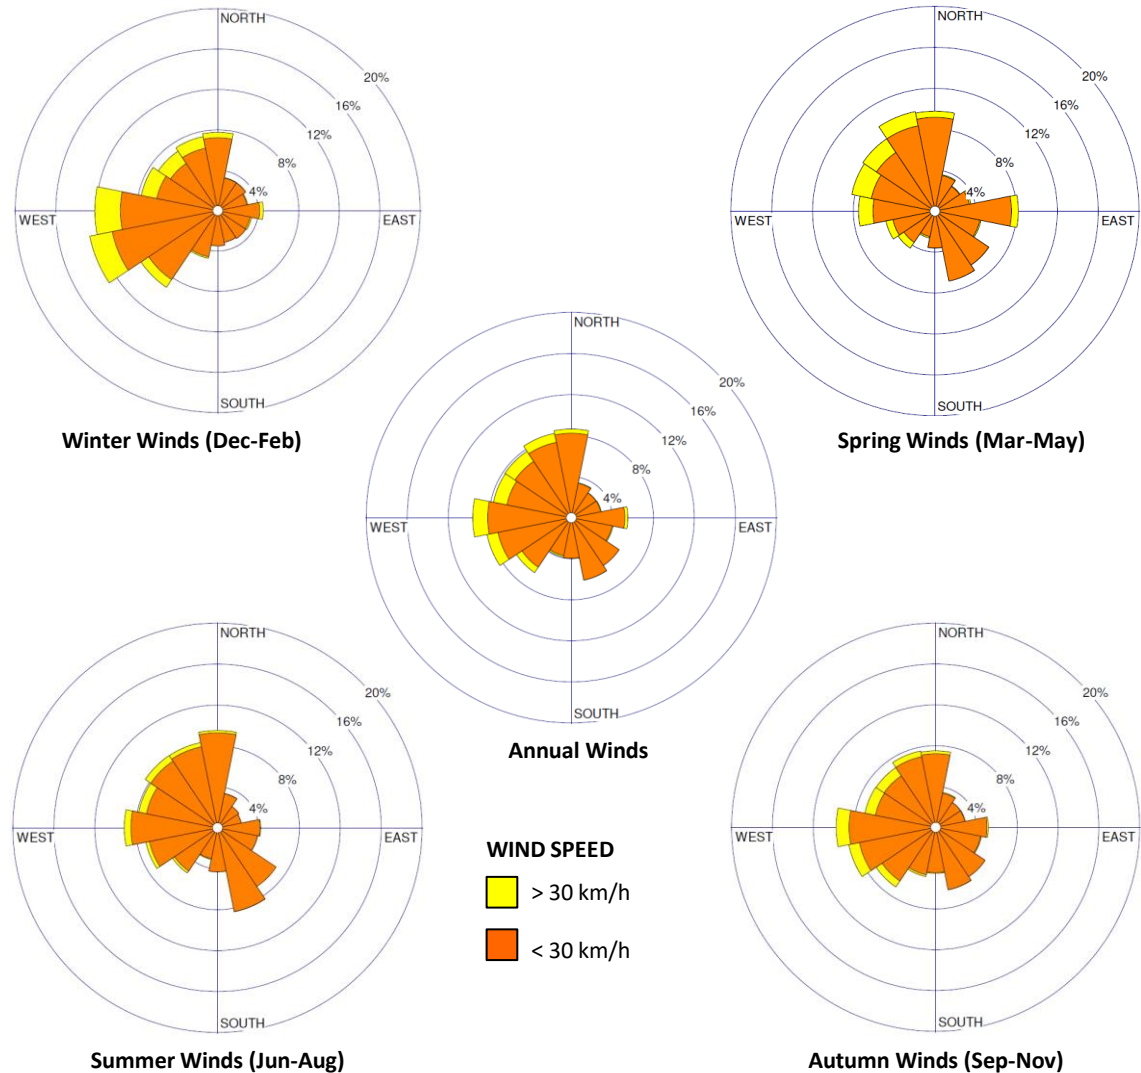 NORTH
20%
16%
12%
8%
4%
WEST
EAST
SOUTH
Winter Winds (Dec-Feb)
NORTH
20%
16%
12%
8%
4%
WEST
EAST
SOUTH
Spring Winds (Mar-May)
NORTH
20%
16%
12%
8%
4%
WEST
EAST
SOUTH
Annual Winds
NORTH
20%
16%
12%
8%
4%
WEST
EAST
SOUTH
Summer Winds (Jun-Aug)
WIND SPEED
> 30 km/h
< 30 km/h
NORTH
20%
16%
12%
8%
4%
WEST
EAST
SOUTH
Autumn Winds (Sep-Nov)